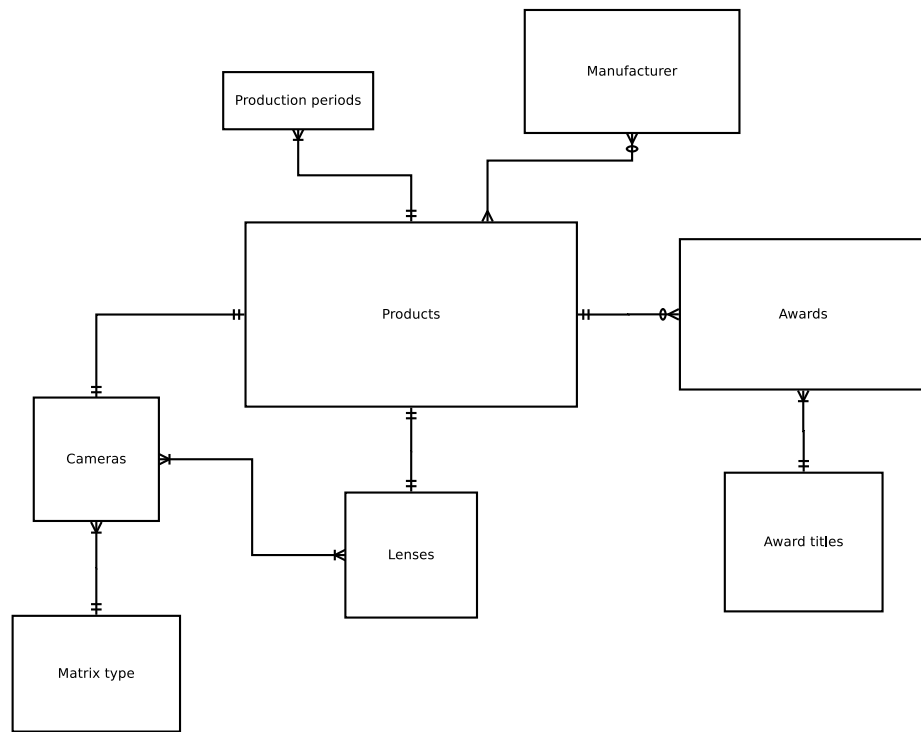 Manufacturer
Production periods
Products
Awards
Cameras
Lenses
Award titles
Matrix type